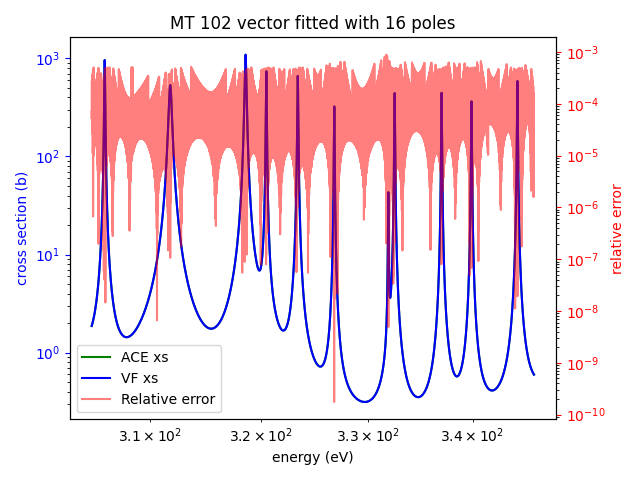 MT 102 vector fitted with 16 poles
cross section (b)
10³
10²
10¹
10⁰
10⁻³
10⁻⁴
10⁻⁵
10⁻⁶
10⁻⁷
10⁻⁸
10⁻⁹
10⁻¹⁰
relative error
ACE xs
VF xs
Relative error
3.1 × 10² 3.2 × 10² 3.3 × 10² 3.4 × 10²
energy (eV)